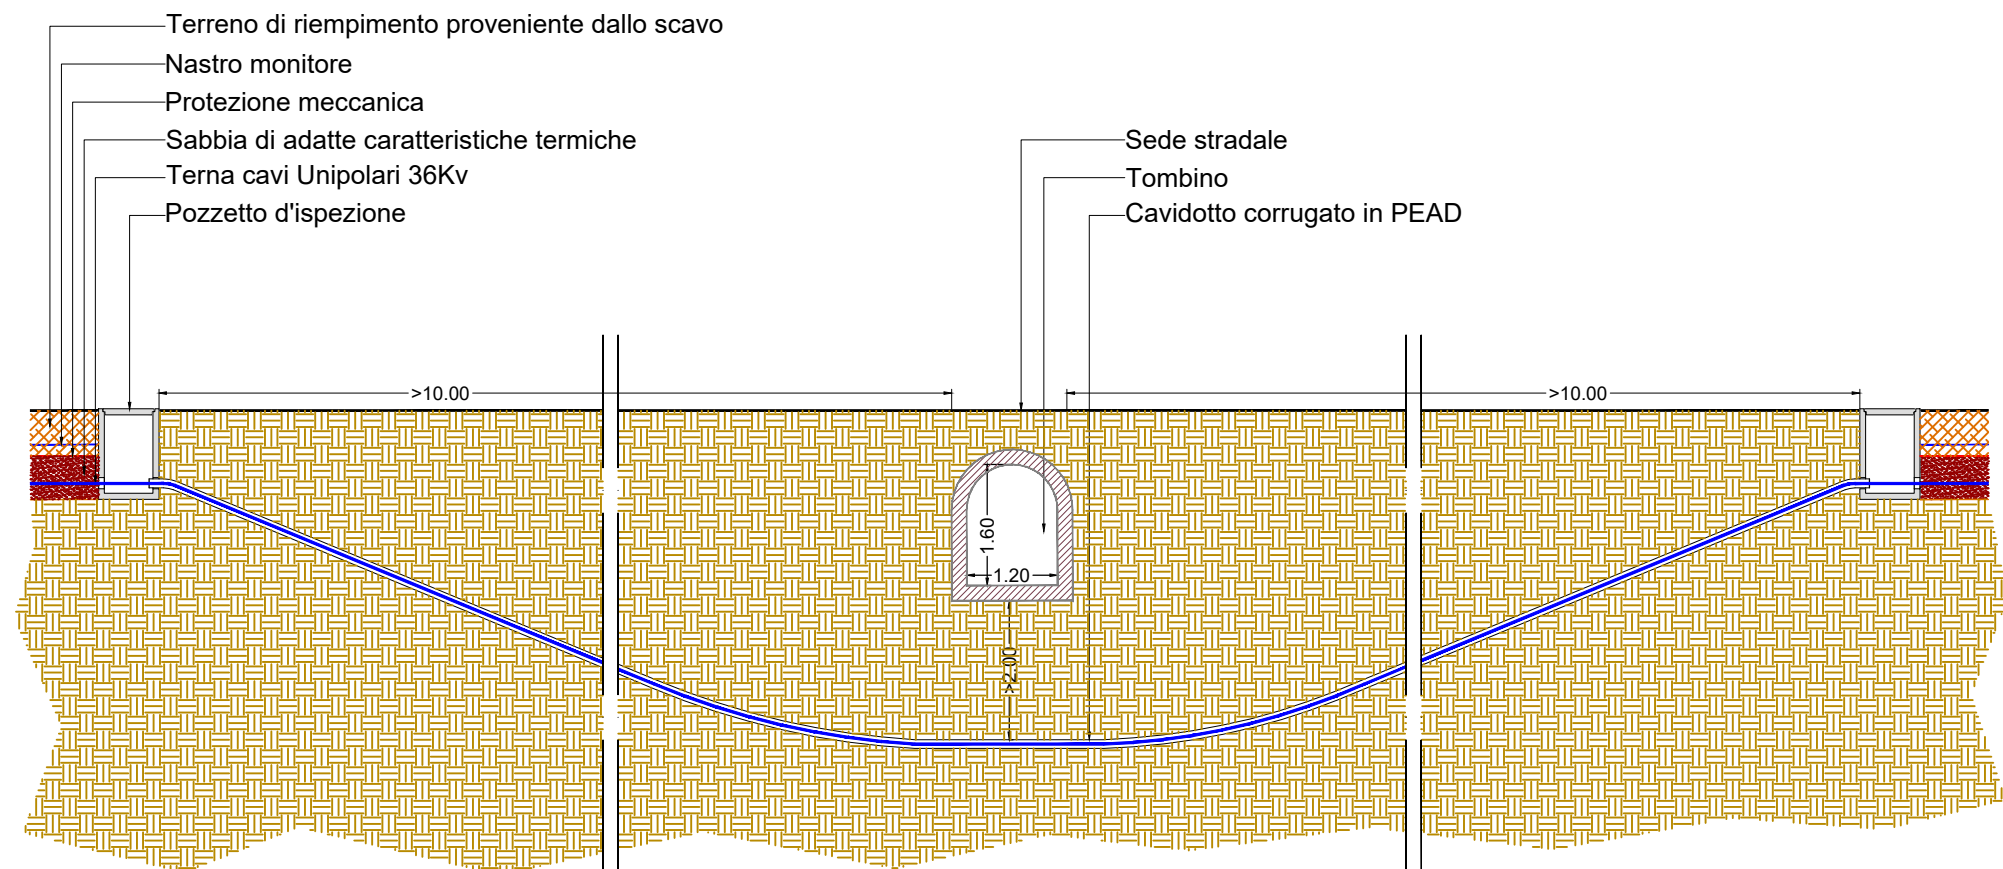 Terreno di riempimento proveniente dallo scavo
Nastro monitore
Protezione meccanica
Sabbia di adatte caratteristiche termiche
Terna cavi Unipolari 36Kv
Pozzetto d'ispezione
Sede stradale
Tombino
Cavidotto corrugato in PEAD
>10.00
>10.00
1.60
1.20
>2.00